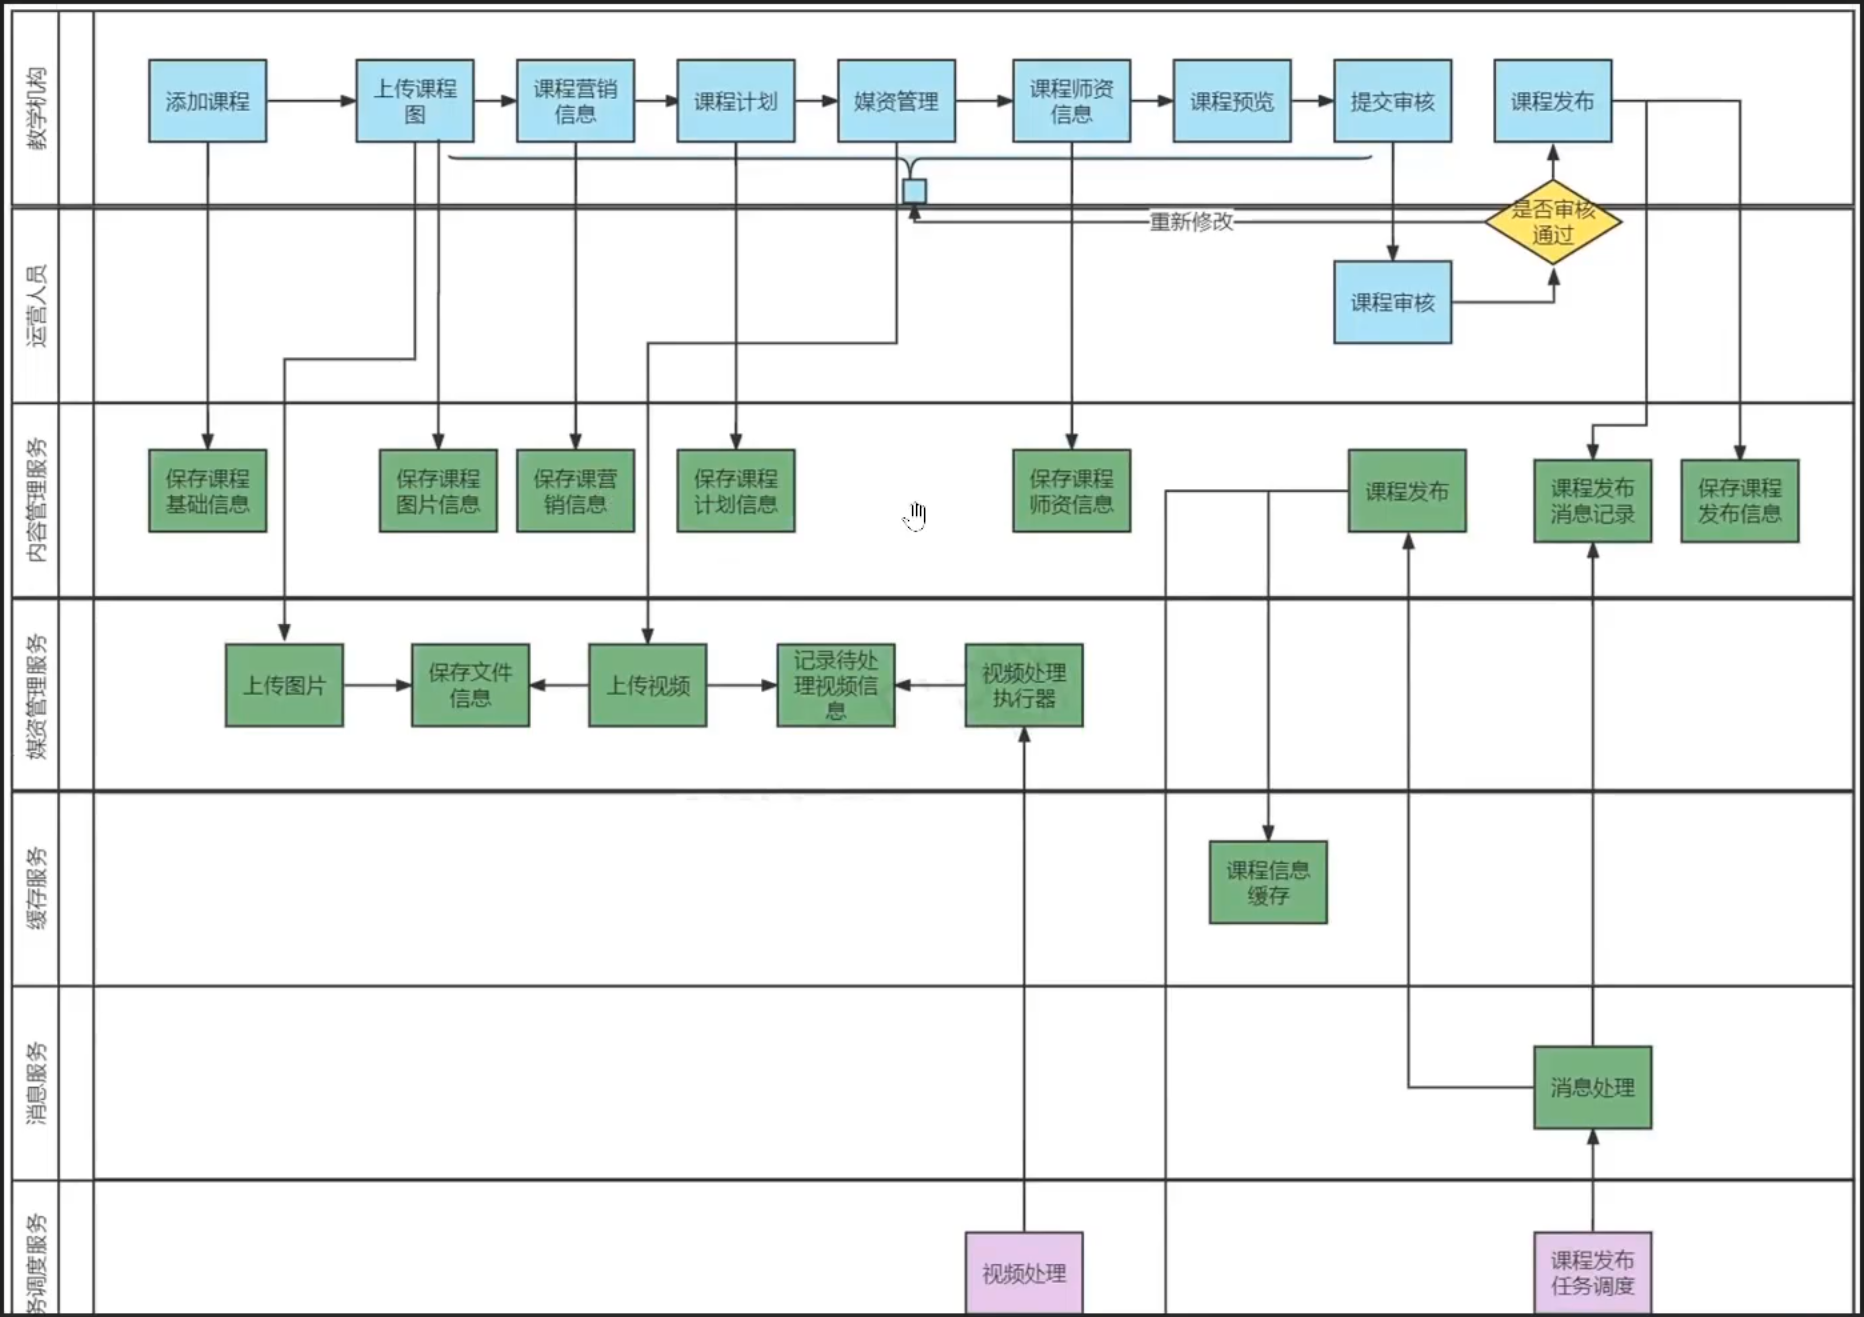 教学机构
添加课程
上传课程
图
课程营销
信息
课程计划
媒资管理
课程师资
信息
课程预览
提交审核
课程发布
运营人员
重新修改
是否审核
通过
课程审核
内容管理服务
保存课程
基础信息
保存课程
图片信息
保存课营
销信息
保存课程
计划信息
保存课程
师资信息
课程发布
课程发布
消息记录
保存课程
发布信息
媒资管理服务
上传图片
保存文件
信息
上传视频
记录待处
理视频信
息
视频处理
执行器
缓存服务
课程信息
缓存
消息服务
消息处理
务调度服务
视频处理
课程发布
任务调度